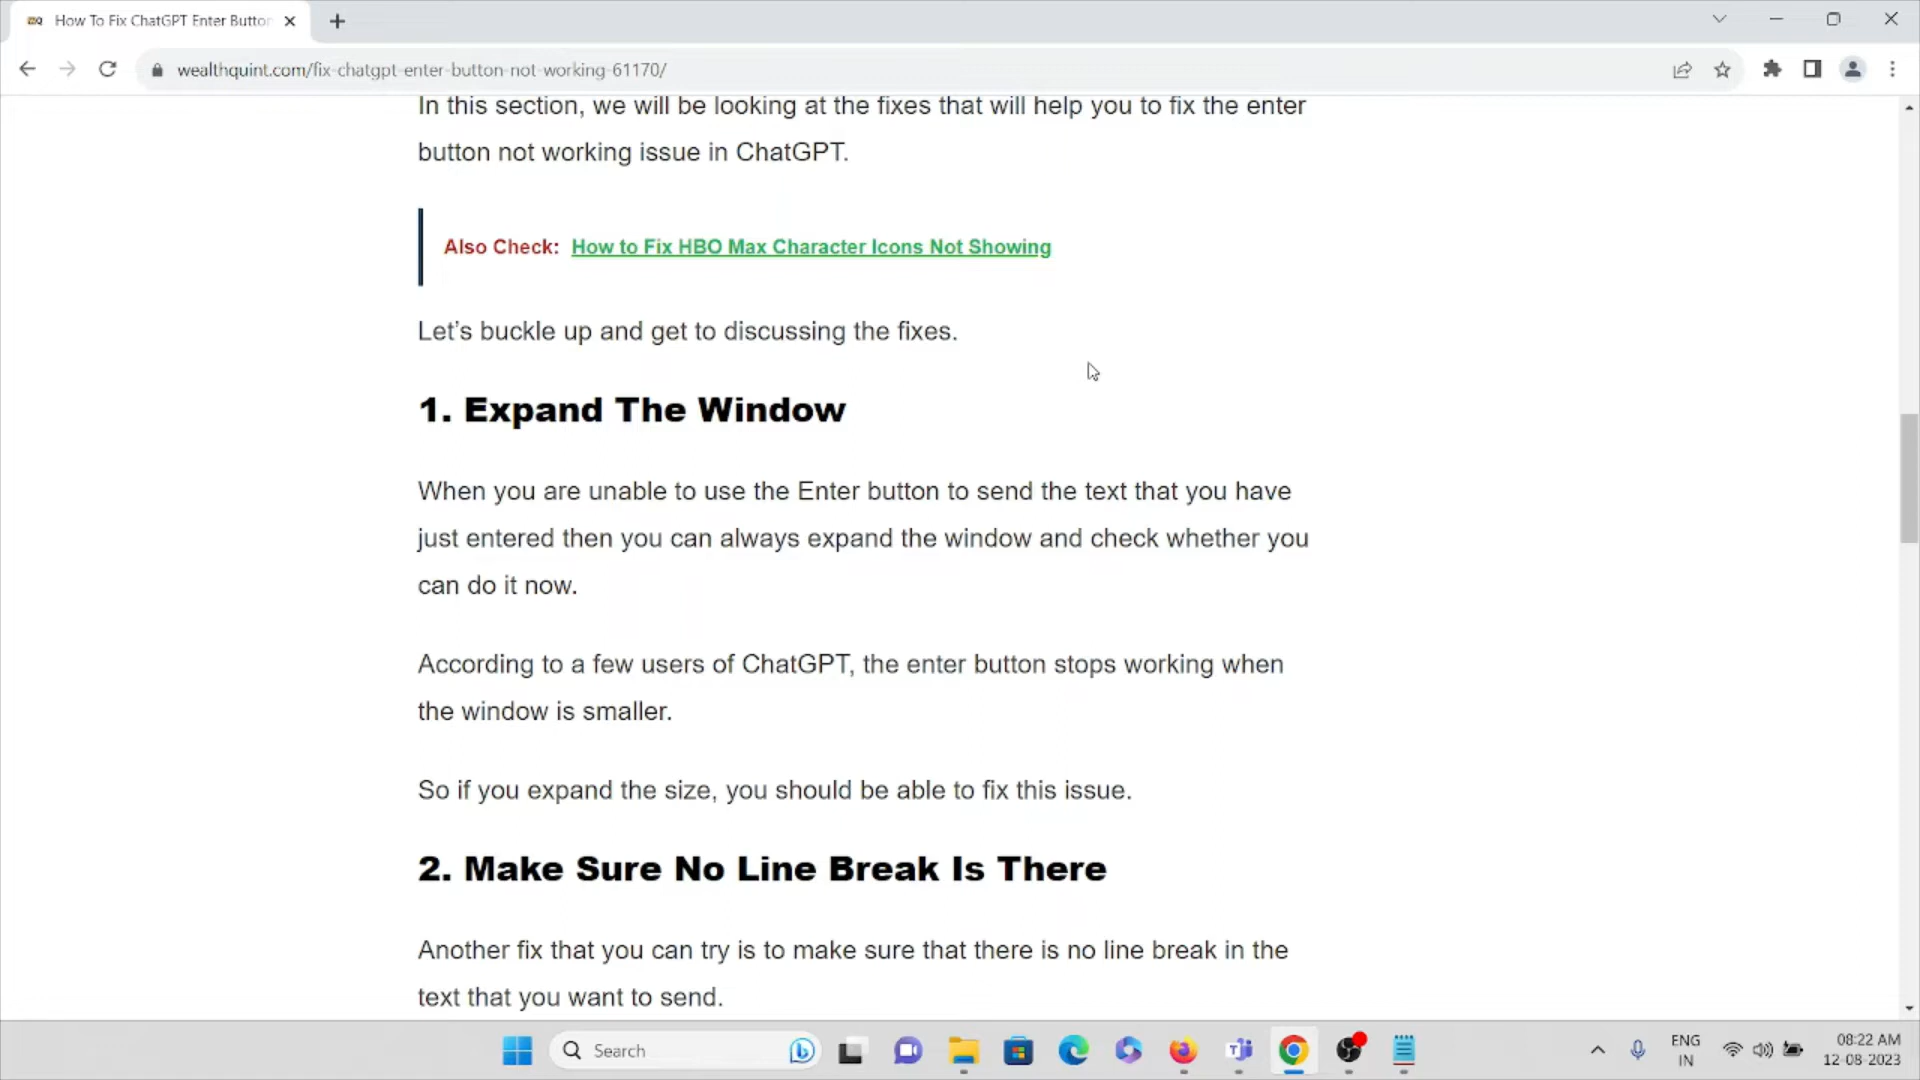 How To Fix ChatGPT Enter Button
wealthquint.com/fix-chatgpt-enter-button-not-working-61170/
In this section, we will be looking at the fixes that will help you to fix the enter
button not working issue in ChatGPT.
Also Check: How to Fix HBO Max Character Icons Not Showing
Let’s buckle up and get to discussing the fixes.
1. Expand The Window
When you are unable to use the Enter button to send the text that you have
just entered then you can always expand the window and check whether you
can do it now.
According to a few users of ChatGPT, the enter button stops working when
the window is smaller.
So if you expand the size, you should be able to fix this issue.
2. Make Sure No Line Break Is There
Another fix that you can try is to make sure that there is no line break in the
text that you want to send.
Search
ENG
IN
08:22 AM
12-08-2023